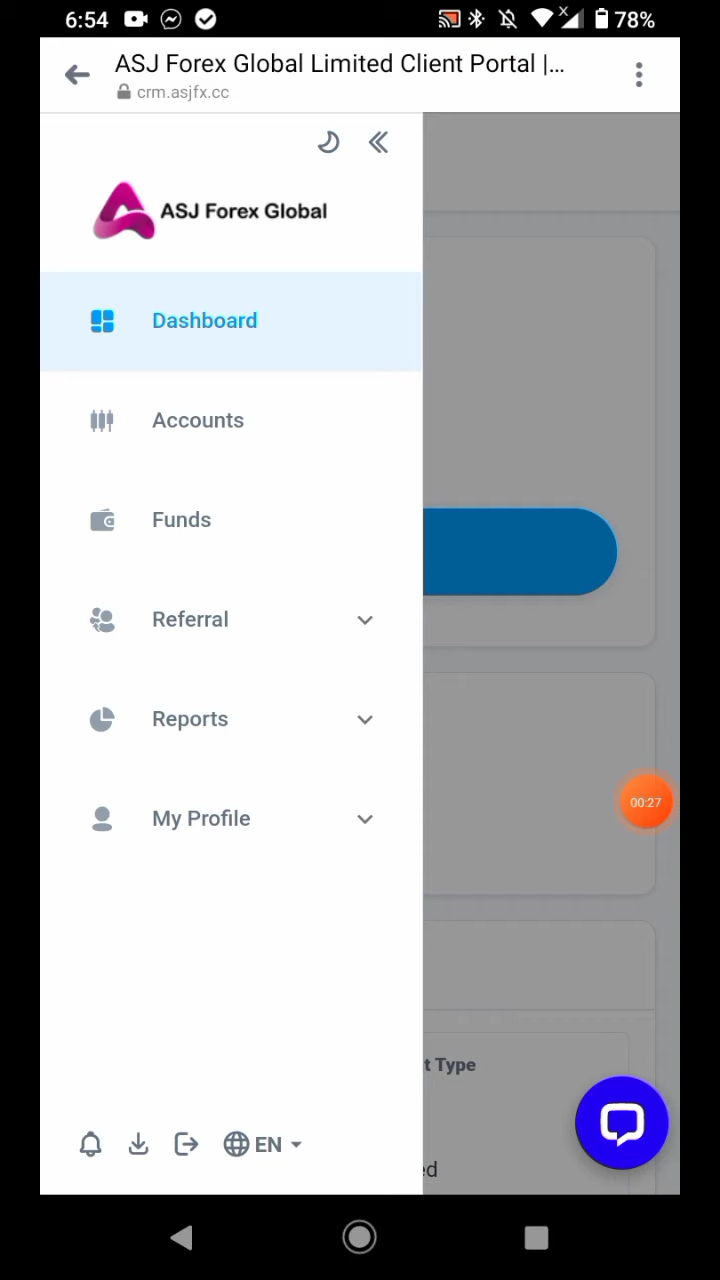 6:54
78%
ASJ Forex Global Limited Client Portal |...
crm.asjfx.cc
ASJ Forex Global
Dashboard
Accounts
Funds
Referral
Reports
00:27
My Profile
t Type
EN
ed